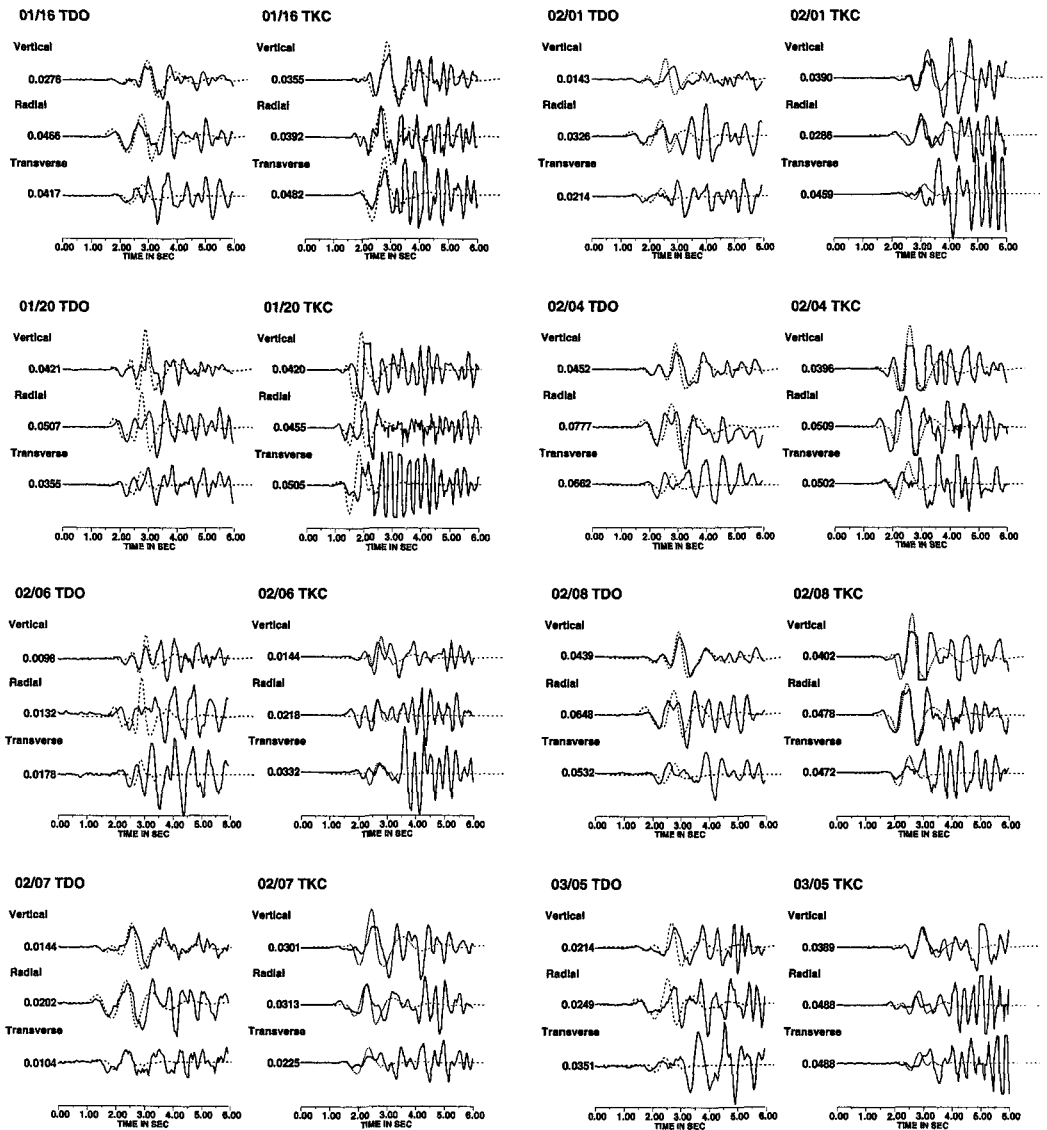 01/16 TDO
Vertical
0.0276
Radial
0.0466
Transverse
0.0417
0.00 1.00 2.00 3.00 4.00 5.00 6.00
TIME IN SEC
01/16 TKC
Vertical
0.0355
Radial
0.0392
Transverse
0.0482
0.00 1.00 2.00 3.00 4.00 5.00 6.00
TIME IN SEC
02/01 TDO
Vertical
0.0143
Radial
0.0326
Transverse
0.0214
0.00 1.00 2.00 3.00 4.00 5.00 6.00
TIME IN SEC
02/01 TKC
Vertical
0.0390
Radial
0.0286
Transverse
0.0459
0.00 1.00 2.00 3.00 4.00 5.00 6.00
TIME IN SEC
01/20 TDO
Vertical
0.0421
Radial
0.0507
Transverse
0.0355
0.00 1.00 2.00 3.00 4.00 5.00 6.00
TIME IN SEC
01/20 TKC
Vertical
0.0420
Radial
0.0455
Transverse
0.0505
0.00 1.00 2.00 3.00 4.00 5.00 6.00
TIME IN SEC
02/04 TDO
Vertical
0.0452
Radial
0.0777
Transverse
0.0662
0.00 1.00 2.00 3.00 4.00 5.00 6.00
TIME IN SEC
02/04 TKC
Vertical
0.0396
Radial
0.0509
Transverse
0.0502
0.00 1.00 2.00 3.00 4.00 5.00 6.00
TIME IN SEC
02/06 TDO
Vertical
0.0096
Radial
0.0132
Transverse
0.0178
0.00 1.00 2.00 3.00 4.00 5.00 6.00
TIME IN SEC
02/06 TKC
Vertical
0.0144
Radial
0.0218
Transverse
0.0332
0.00 1.00 2.00 3.00 4.00 5.00 6.00
TIME IN SEC
02/08 TDO
Vertical
0.0439
Radial
0.0648
Transverse
0.0532
0.00 1.00 2.00 3.00 4.00 5.00 6.00
TIME IN SEC
02/08 TKC
Vertical
0.0402
Radial
0.0478
Transverse
0.0472
0.00 1.00 2.00 3.00 4.00 5.00 6.00
TIME IN SEC
02/07 TDO
Vertical
0.0144
Radial
0.0202
Transverse
0.0104
0.00 1.00 2.00 3.00 4.00 5.00 6.00
TIME IN SEC
02/07 TKC
Vertical
0.0301
Radial
0.0313
Transverse
0.0225
0.00 1.00 2.00 3.00 4.00 5.00 6.00
TIME IN SEC
03/05 TDO
Vertical
0.0214
Radial
0.0249
Transverse
0.0351
0.00 1.00 2.00 3.00 4.00 5.00 6.00
TIME IN SEC
03/05 TKC
Vertical
0.0389
Radial
0.0488
Transverse
0.0488
0.00 1.00 2.00 3.00 4.00 5.00 6.00
TIME IN SEC